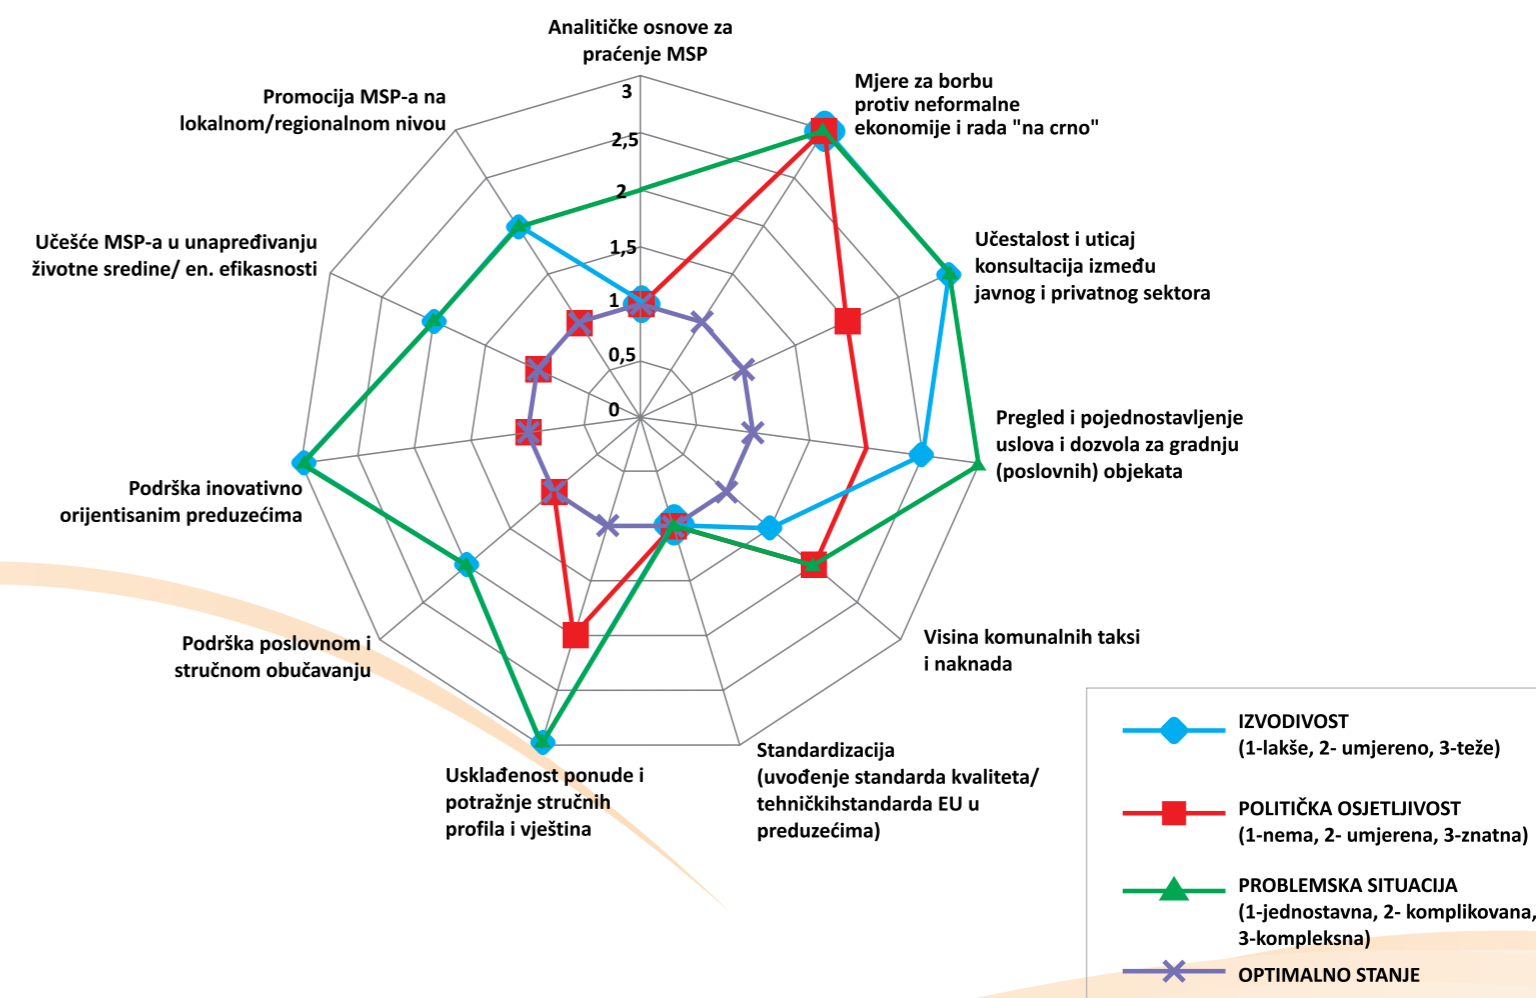 Analitičke osnove za
praćenje MSP
Mjere za borbu
protiv neformalne
ekonomije i rada "na crno"
Učestalost i uticaj
konsultacija između
javnog i privatnog sektora
Pregled i pojednostavljenje
uslova i dozvola za gradnju
(poslovnih) objekata
Visina komunalnih taksi
i naknada
Standardizacija
(uvođenje standarda kvaliteta/
tehničkihstandarda EU u
preduzećima)
Usklađenost ponude i
potražnje stručnih
profila i vještina
Podrška poslovnom i
stručnom obučavanju
Podrška inovativno
orijentisanim preduzećima
Učešće MSP-a u unapređivanju
životne sredine/ en. efikasnosti
Promocija MSP-a na
lokalnom/regionalnom nivou
3
2,5
2
1,5
1
0,5
0
IZVODIVOST
(1-lakše, 2- umjereno, 3-teže)
POLITIČKA OSJETLJIVOST
(1-nema, 2- umjerena, 3-znatna)
PROBLEMSKA SITUACIJA
(1-jednostavna, 2- komplikovana,
3-kompleksna)
OPTIMALNO STANJE